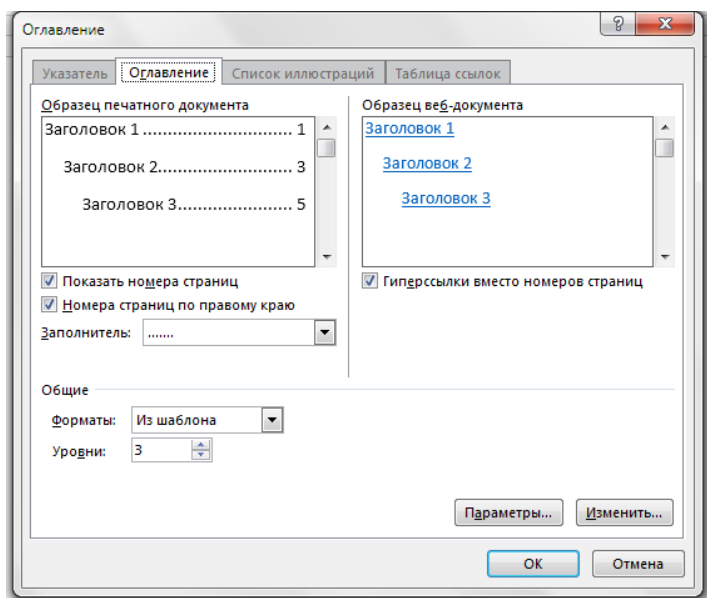 Оглавление
Указатель Оглавление Список иллюстраций Таблица ссылок
Образец печатного документа
Заголовок 1.............................. 1
Заголовок 2........................... 3
Заголовок 3....................... 5
Показать номера страниц
Номера страниц по правому краю
Заполнитель: .......
Образец веб-документа
Заголовок 1
Заголовок 2
Заголовок 3
Гиперссылки вместо номеров страниц
Общие
Форматы: Из шаблона
Уровни: 3
Параметры... Изменить...
ОК Отмена